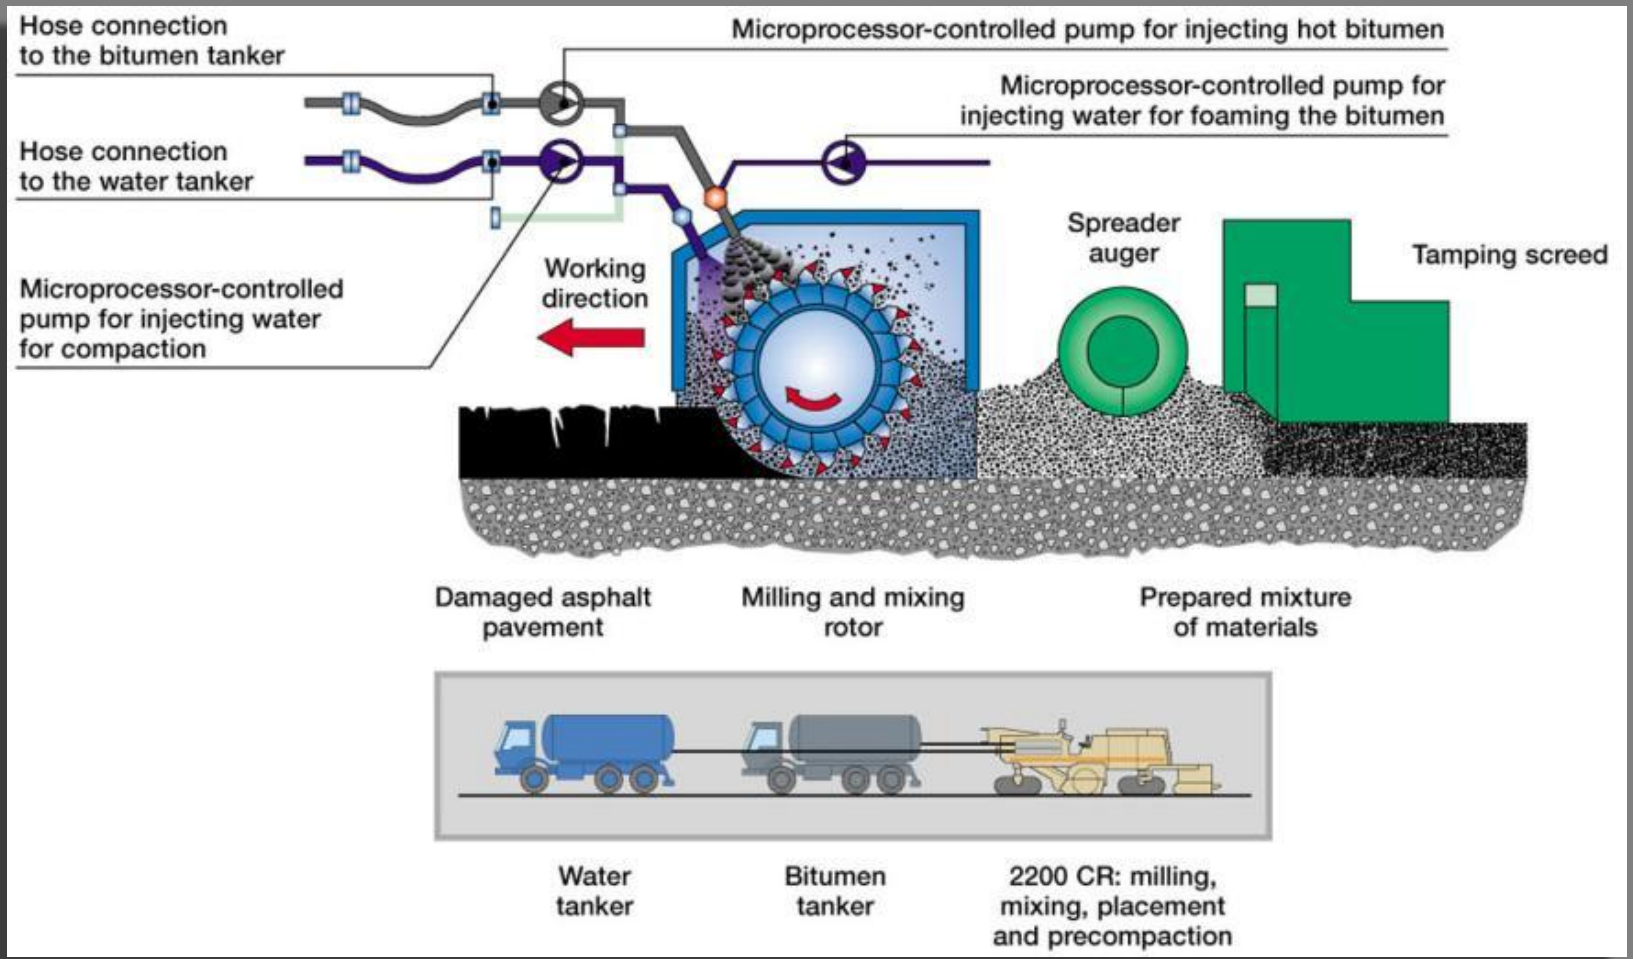 Hose connection
to the bitumen tanker
Microprocessor-controlled pump for injecting hot bitumen
Microprocessor-controlled pump for
injecting water for foaming the bitumen
Hose connection
to the water tanker
Microprocessor-controlled
pump for injecting water
for compaction
Working
direction
Spreader
auger
Tamping screed
Damaged asphalt
pavement
Milling and mixing
rotor
Prepared mixture
of materials
Water
tanker
Bitumen
tanker
2200 CR: milling,
mixing, placement
and precompaction